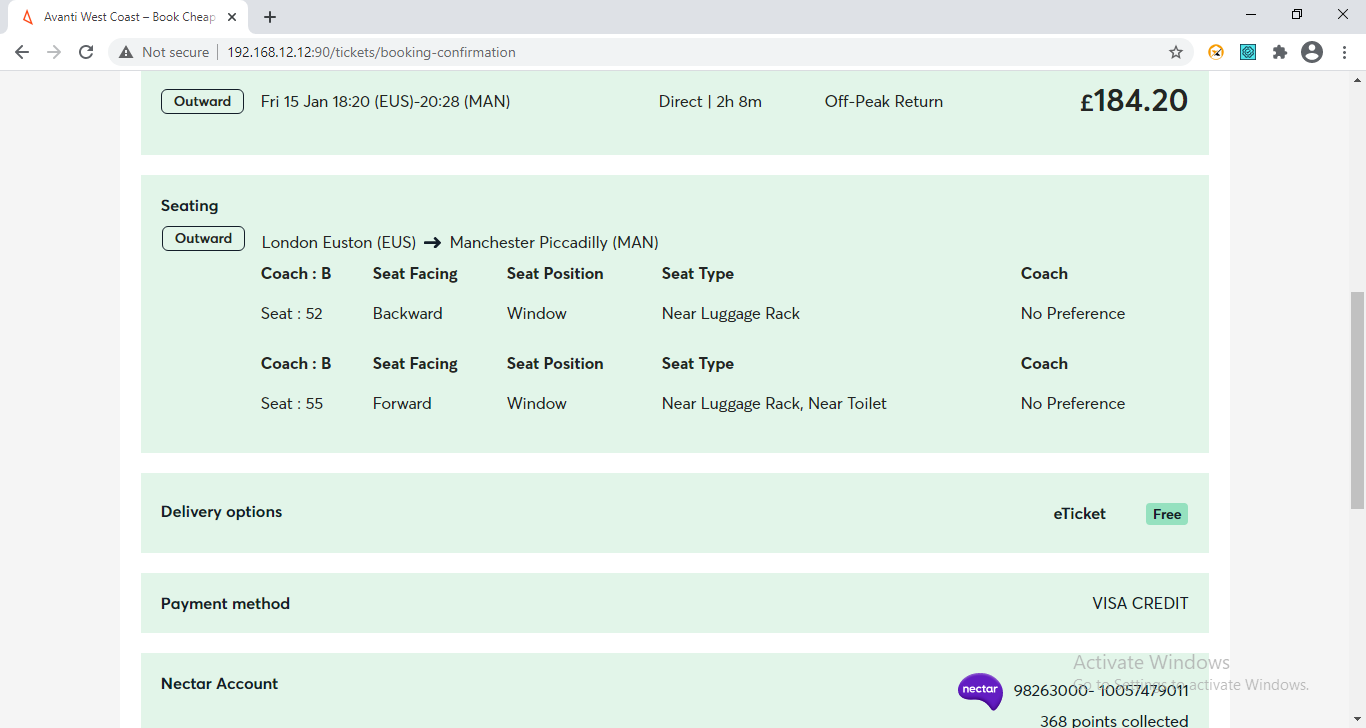 Avanti West Coast – Book Cheap
Not secure 192.168.12.12:90/tickets/booking-confirmation
Outward Fri 15 Jan 18:20 (EUS)-20:28 (MAN) Direct | 2h 8m Off-Peak Return £184.20
Seating
Outward London Euston (EUS) → Manchester Piccadilly (MAN)
Coach : B Seat Facing Seat Position Seat Type Coach
Seat : 52 Backward Window Near Luggage Rack No Preference
Coach : B Seat Facing Seat Position Seat Type Coach
Seat : 55 Forward Window Near Luggage Rack, Near Toilet No Preference
Delivery options eTicket Free
Payment method VISA CREDIT
Activate Windows
Go to Settings to activate Windows.
Nectar Account nectar 98263000- 10057479011
368 points collected